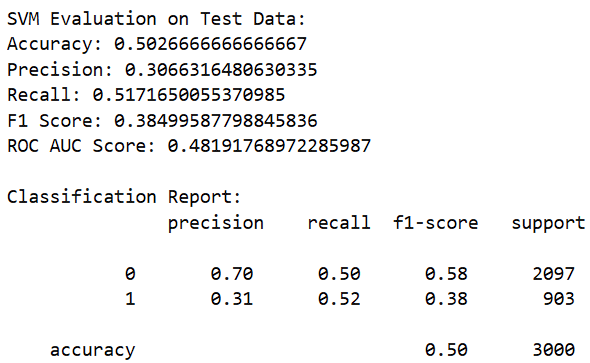 SVM Evaluation on Test Data:
Accuracy: 0.5026666666666667
Precision: 0.3066316480630335
Recall: 0.5171650055370985
F1 Score: 0.38499587798845836
ROC AUC Score: 0.48191768972285987
Classification Report:
precision recall f1-score support
0 0.70 0.50 0.58 2097
1 0.31 0.52 0.38 903
accuracy 0.50 3000